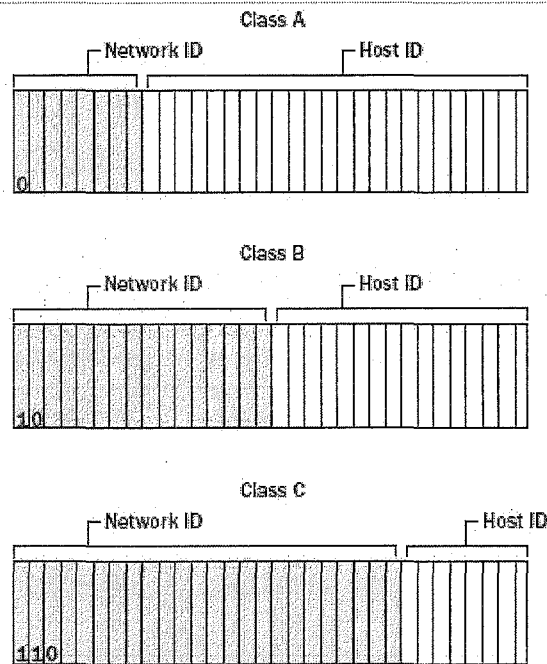 Class A
Network ID Host ID
0
Class B
Network ID Host ID
10
Class C
Network ID Host ID
110